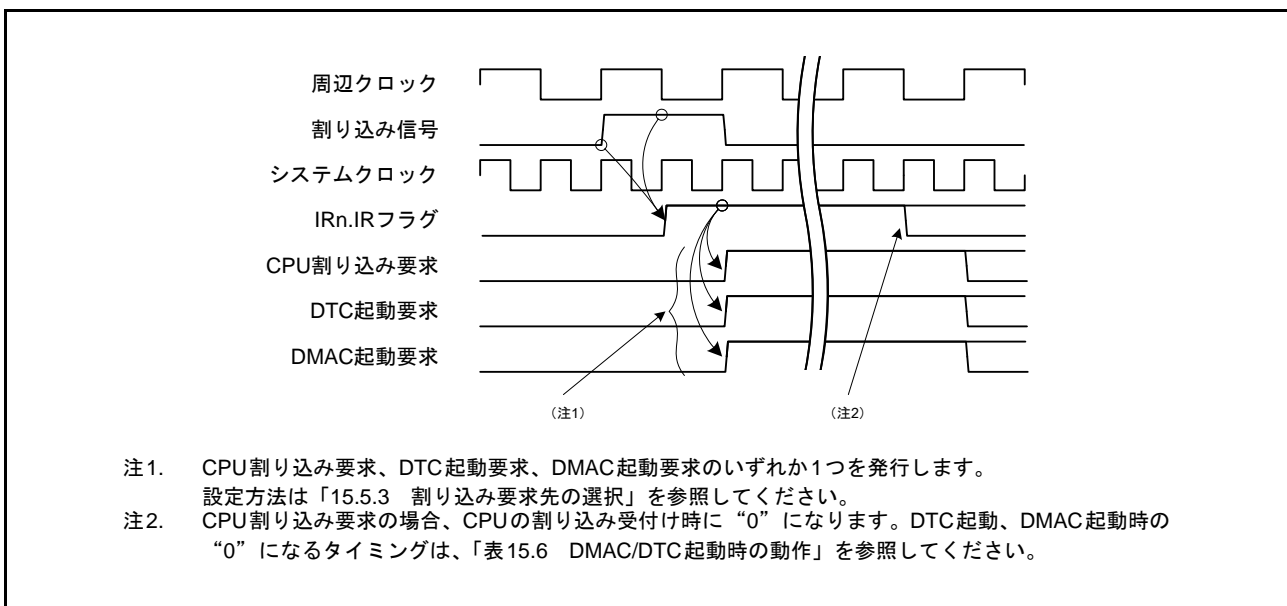 周辺クロック
割り込み信号
システムクロック
IRn.IRフラグ
CPU割り込み要求
DTC起動要求
DMAC起動要求
（注1）
（注2）
注1. CPU割り込み要求、DTC起動要求、DMAC起動要求のいずれか1つを発行します。
設定方法は「15.5.3 割り込み要求先の選択」を参照してください。
注2. CPU割り込み要求の場合、CPUの割り込み受付け時に“0”になります。DTC起動、DMAC起動時の
“0”になるタイミングは、「表15.6 DMAC/DTC起動時の動作」を参照してください。